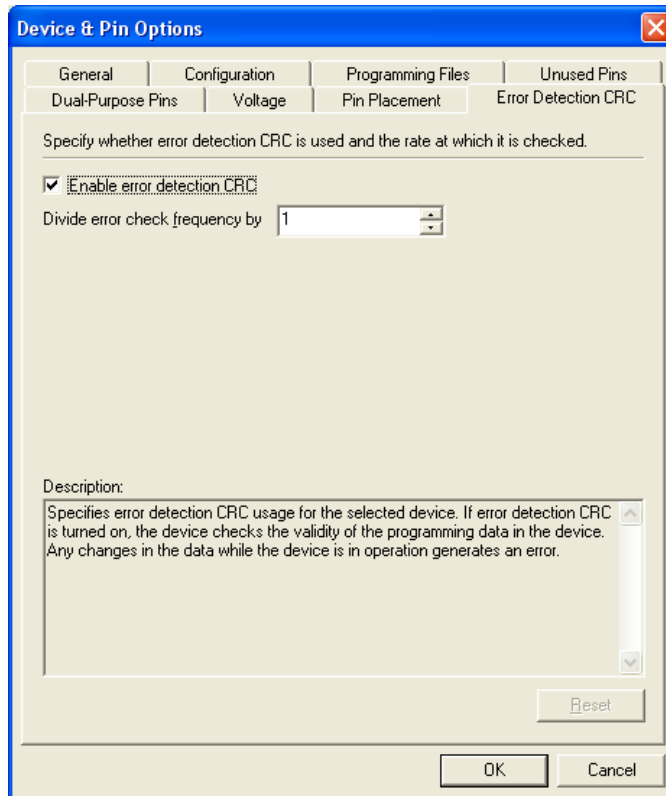 Device & Pin Options
General
Configuration
Programming Files
Unused Pins
Dual-Purpose Pins
Voltage
Pin Placement
Error Detection CRC
Specify whether error detection CRC is used and the rate at which it is checked.
Enable error detection CRC
Divide error check frequency by
1
Description:
Specifies error detection CRC usage for the selected device. If error detection CRC
is turned on, the device checks the validity of the programming data in the device.
Any changes in the data while the device is in operation generates an error.
Reset
OK
Cancel